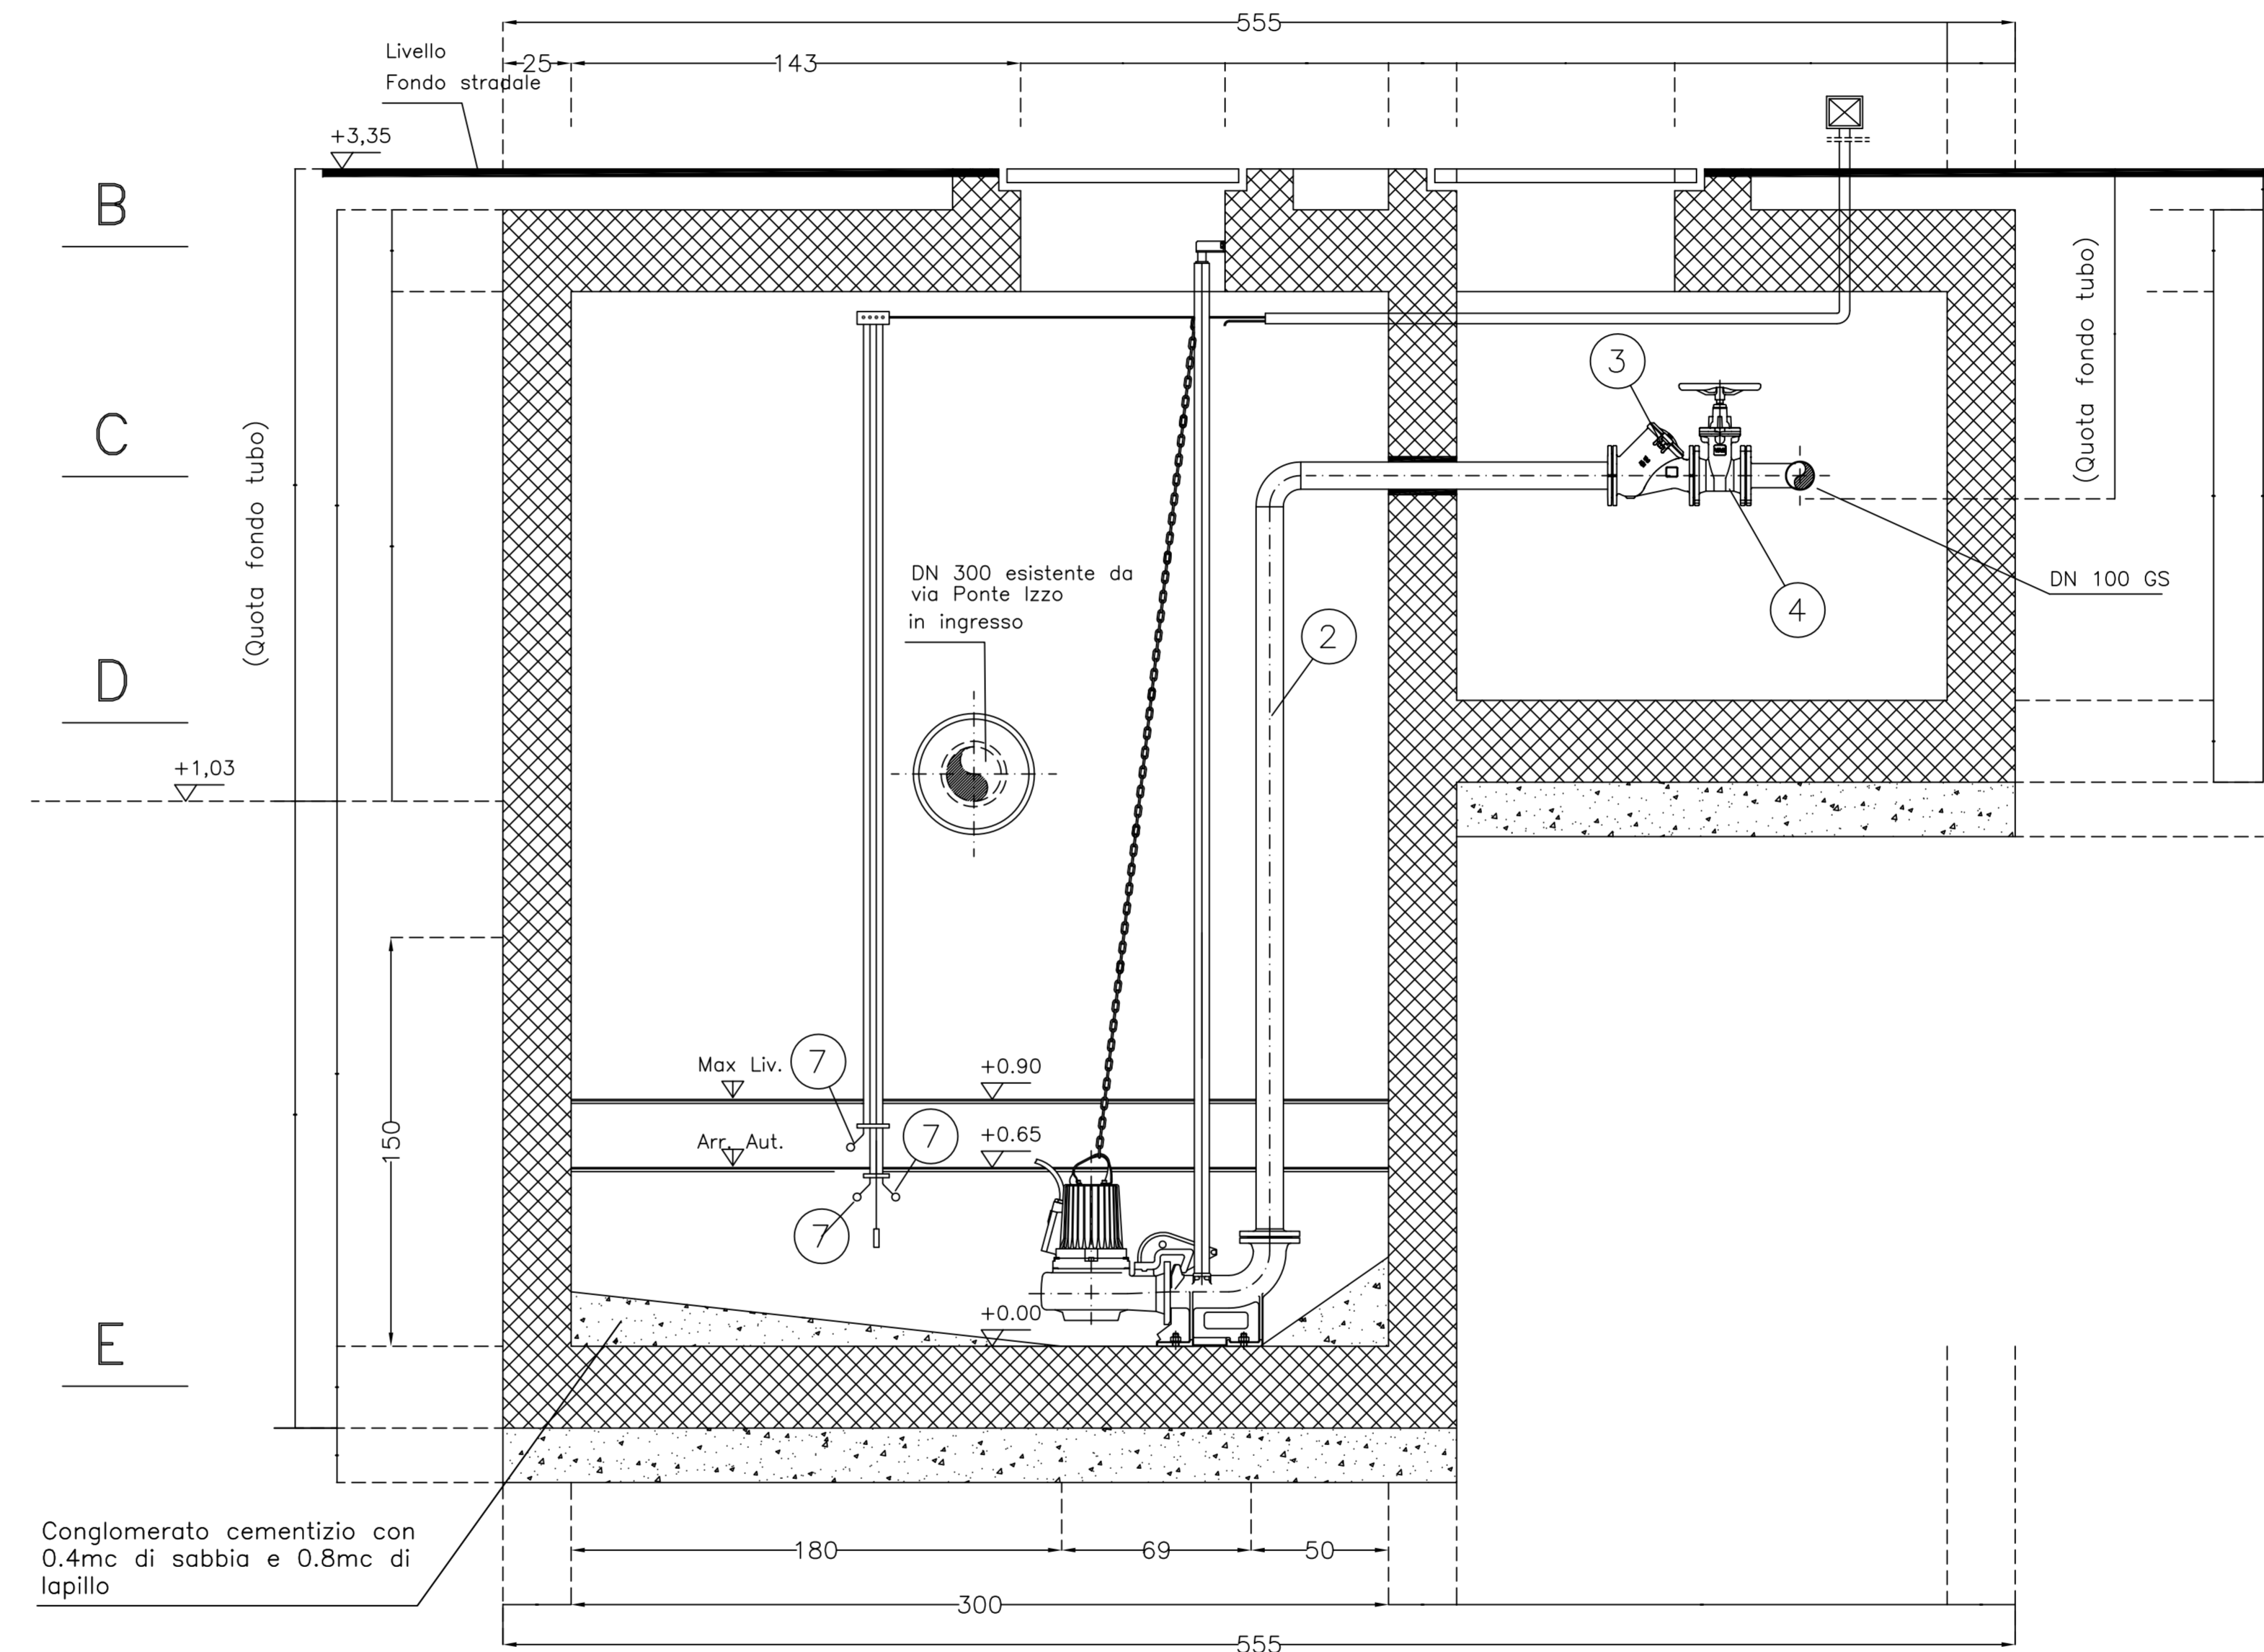 555
25
143
Livello
Fondo stradale
+3,35
B
(Quota fondo tubo)
C
3
(Quota fondo tubo)
DN 300 esistente da
via Ponte Izzo
in ingresso
DN 100 GS
4
2
D
+1,03
Max Liv.
7
+0.90
150
Arr. Aut.
7
+0.65
7
+0.00
E
Conglomerato cementizio con
0.4mc di sabbia e 0.8mc di
lapillo
180
69
50
300
555